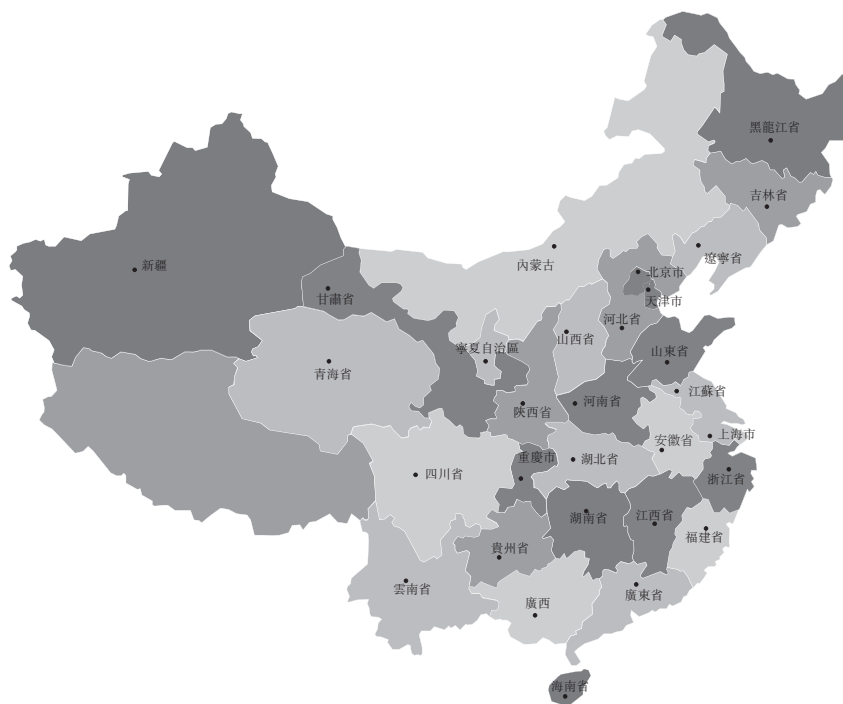 黑龍江省
吉林省
遼寧省
內蒙古
新疆
北京市
甘肅省
天津市
河北省
山西省
寧夏自治區
山東省
青海省
江蘇省
河南省
陝西省
上海市
安徽省
重慶市
湖北省
四川省
浙江省
湖南省
江西省
福建省
貴州省
雲南省
廣東省
廣西
海南省